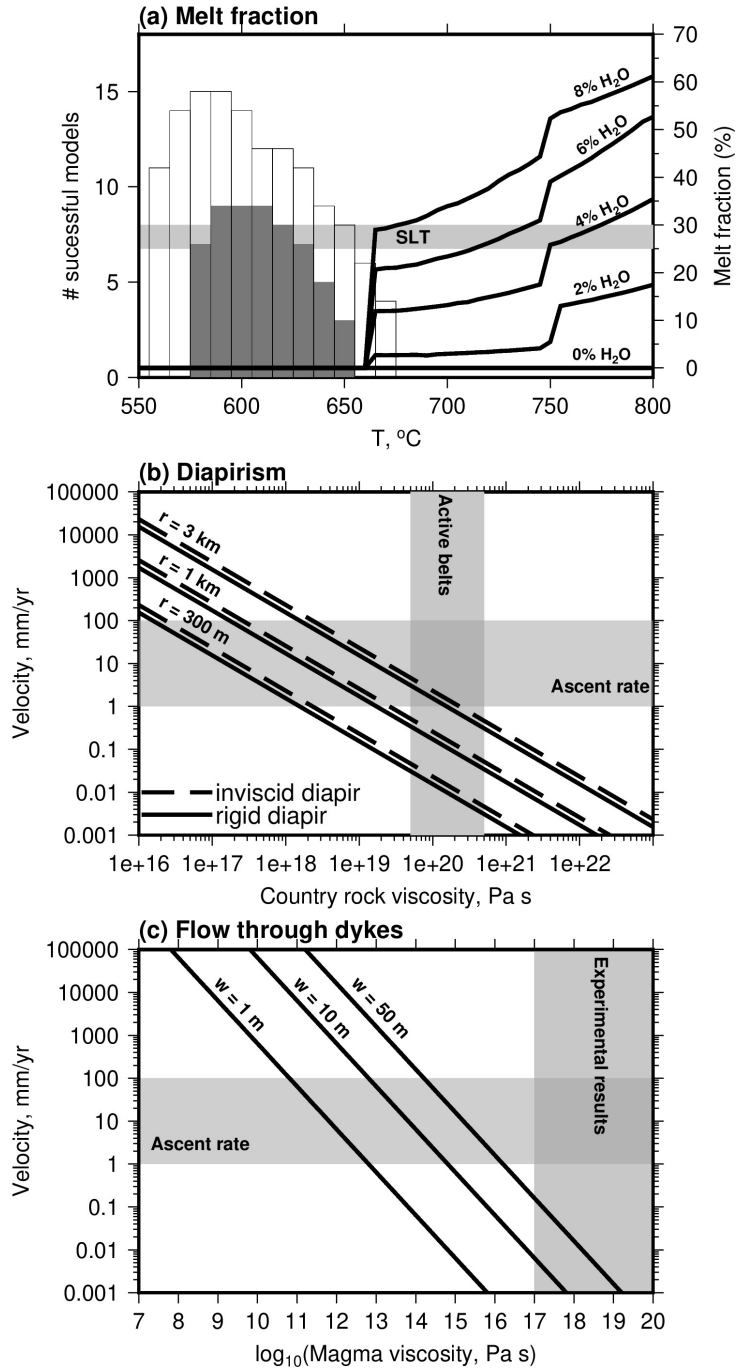 (a) Melt fraction
# sucessful models
15
10
5
0
70
60
50
40
30
20
10
0
Melt fraction (%)
8% H2O
6% H2O
4% H2O
2% H2O
0% H2O
SLT
550 600 650 700 750 800
T, oC
(b) Diapirism
Velocity, mm/yr
100000
10000
1000
100
10
1
0.1
0.01
0.001
r = 3 km
r = 1 km
r = 300 m
Active belts
Ascent rate
inviscid diapir
rigid diapir
1e+16 1e+17 1e+18 1e+19 1e+20 1e+21 1e+22
Country rock viscosity, Pa s
(c) Flow through dykes
Velocity, mm/yr
100000
10000
1000
100
10
1
0.1
0.01
0.001
w = 1 m
w = 10 m
w = 50 m
Experimental results
Ascent rate
7 8 9 10 11 12 13 14 15 16 17 18 19 20
log10(Magma viscosity, Pa s)